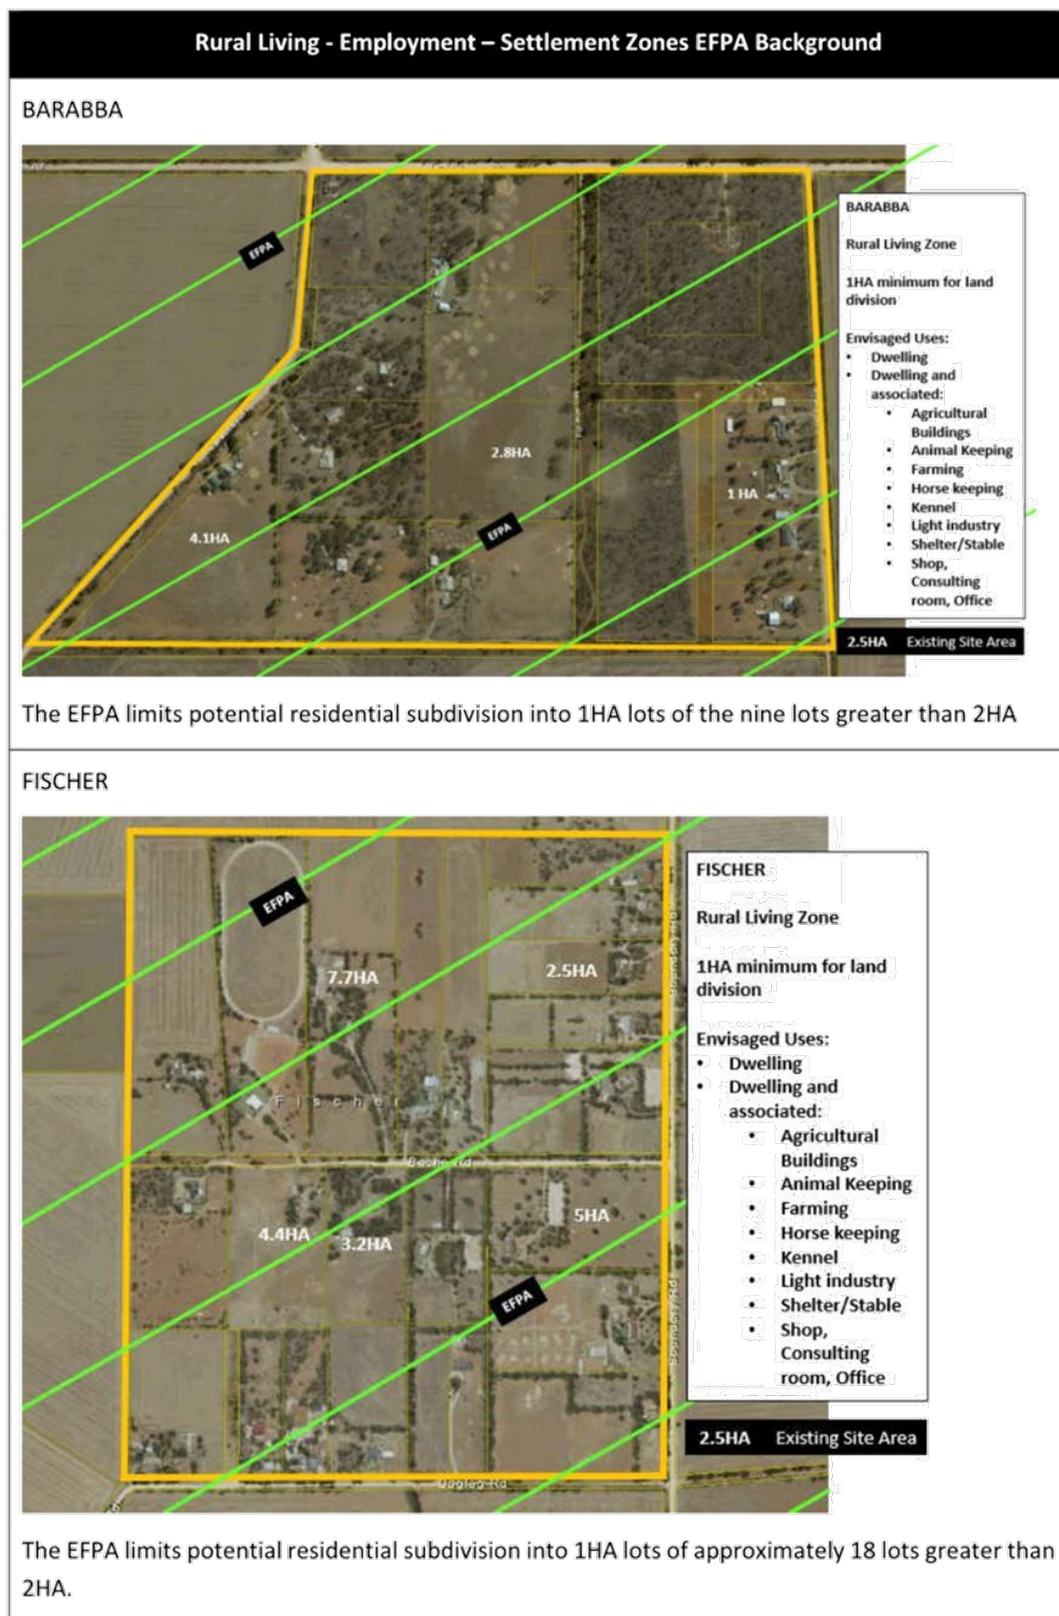 Rural Living - Employment – Settlement Zones EFPA Background
BARABBA
EFPA
2.8HA
1 HA
4.1HA
EFPA
BARABBA
Rural Living Zone
1HA minimum for land
division
Envisaged Uses:
• Dwelling
• Dwelling and
associated:
• Agricultural
Buildings
• Animal Keeping
• Farming
• Horse keeping
• Kennel
• Light industry
• Shelter/Stable
• Shop,
Consulting
room, Office
2.5HA Existing Site Area
The EFPA limits potential residential subdivision into 1HA lots of the nine lots greater than 2HA
FISCHER
EFPA
7.7HA
2.5HA
Fischer
4.4HA
3.2HA
5HA
EFPA
Boundary Rd
Boundary Rd
FISCHER
Rural Living Zone
1HA minimum for land
division
Envisaged Uses:
• Dwelling
• Dwelling and
associated:
• Agricultural
Buildings
• Animal Keeping
• Farming
• Horse keeping
• Kennel
• Light industry
• Shelter/Stable
• Shop,
Consulting
room, Office
2.5HA Existing Site Area
The EFPA limits potential residential subdivision into 1HA lots of approximately 18 lots greater than
2HA.